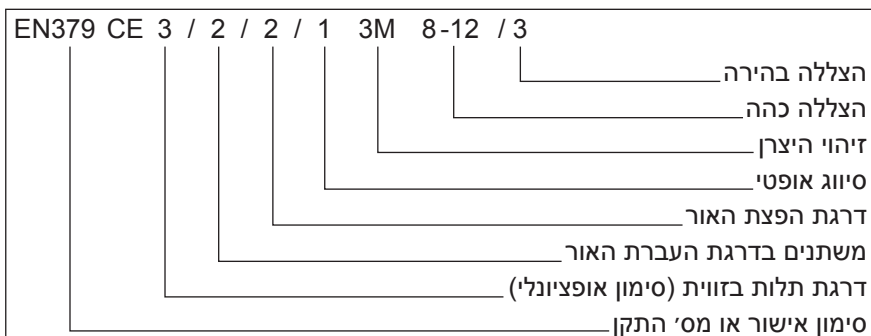 EN379 CE 3 / 2 / 2 / 1 3M 8-12 / 3
הצללה בהירה
הצללה כהה
זיהוי היצרן
סיווג אופטי
דרגת הפצת האור
משתנים בדרגת העברת האור
דרגת תלות בזווית (סימון אופציונלי)
סימון אישור או מס׳ התקן